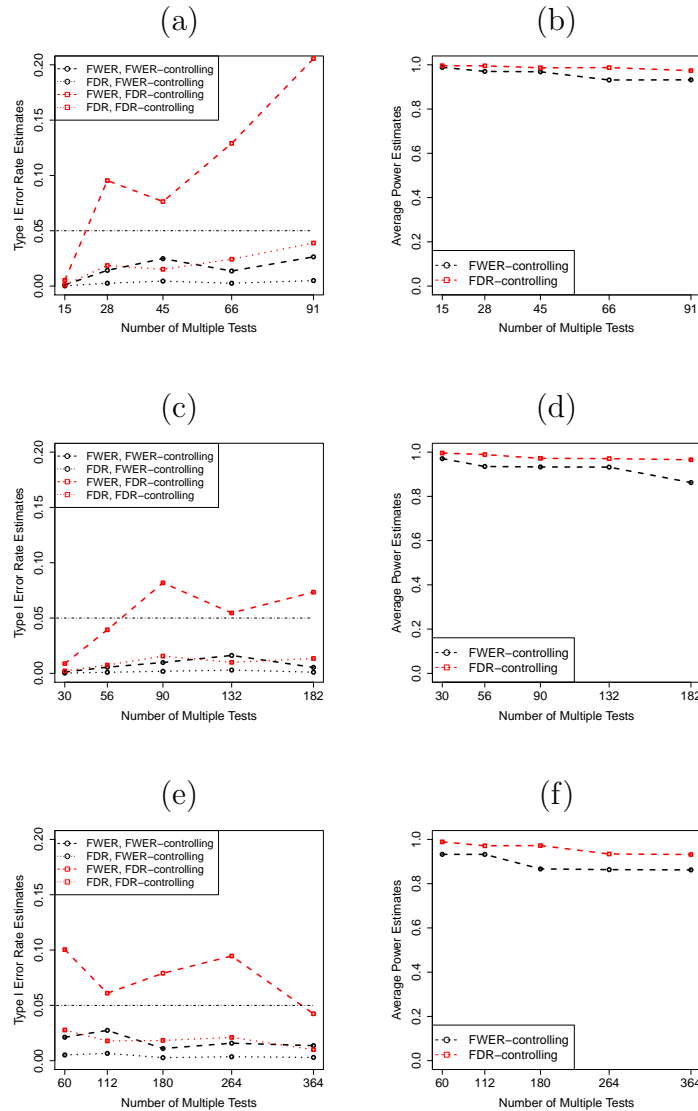 (a)
Type I Error Rate Estimates
0.20
0.15
0.10
0.05
0.00
FWER, FWER−controlling
FDR, FWER−controlling
FWER, FDR−controlling
FDR, FDR−controlling
15 28 45 66 91
Number of Multiple Tests
(b)
Average Power Estimates
1.0
0.8
0.6
0.4
0.2
0.0
FWER−controlling
FDR−controlling
15 28 45 66 91
Number of Multiple Tests
(c)
Type I Error Rate Estimates
0.20
0.15
0.10
0.05
0.00
FWER, FWER−controlling
FDR, FWER−controlling
FWER, FDR−controlling
FDR, FDR−controlling
30 56 90 132 182
Number of Multiple Tests
(d)
Average Power Estimates
1.0
0.8
0.6
0.4
0.2
0.0
FWER−controlling
FDR−controlling
30 56 90 132 182
Number of Multiple Tests
(e)
Type I Error Rate Estimates
0.20
0.15
0.10
0.05
0.00
FWER, FWER−controlling
FDR, FWER−controlling
FWER, FDR−controlling
FDR, FDR−controlling
60 112 180 264 364
Number of Multiple Tests
(f)
Average Power Estimates
1.0
0.8
0.6
0.4
0.2
0.0
FWER−controlling
FDR−controlling
60 112 180 264 364
Number of Multiple Tests